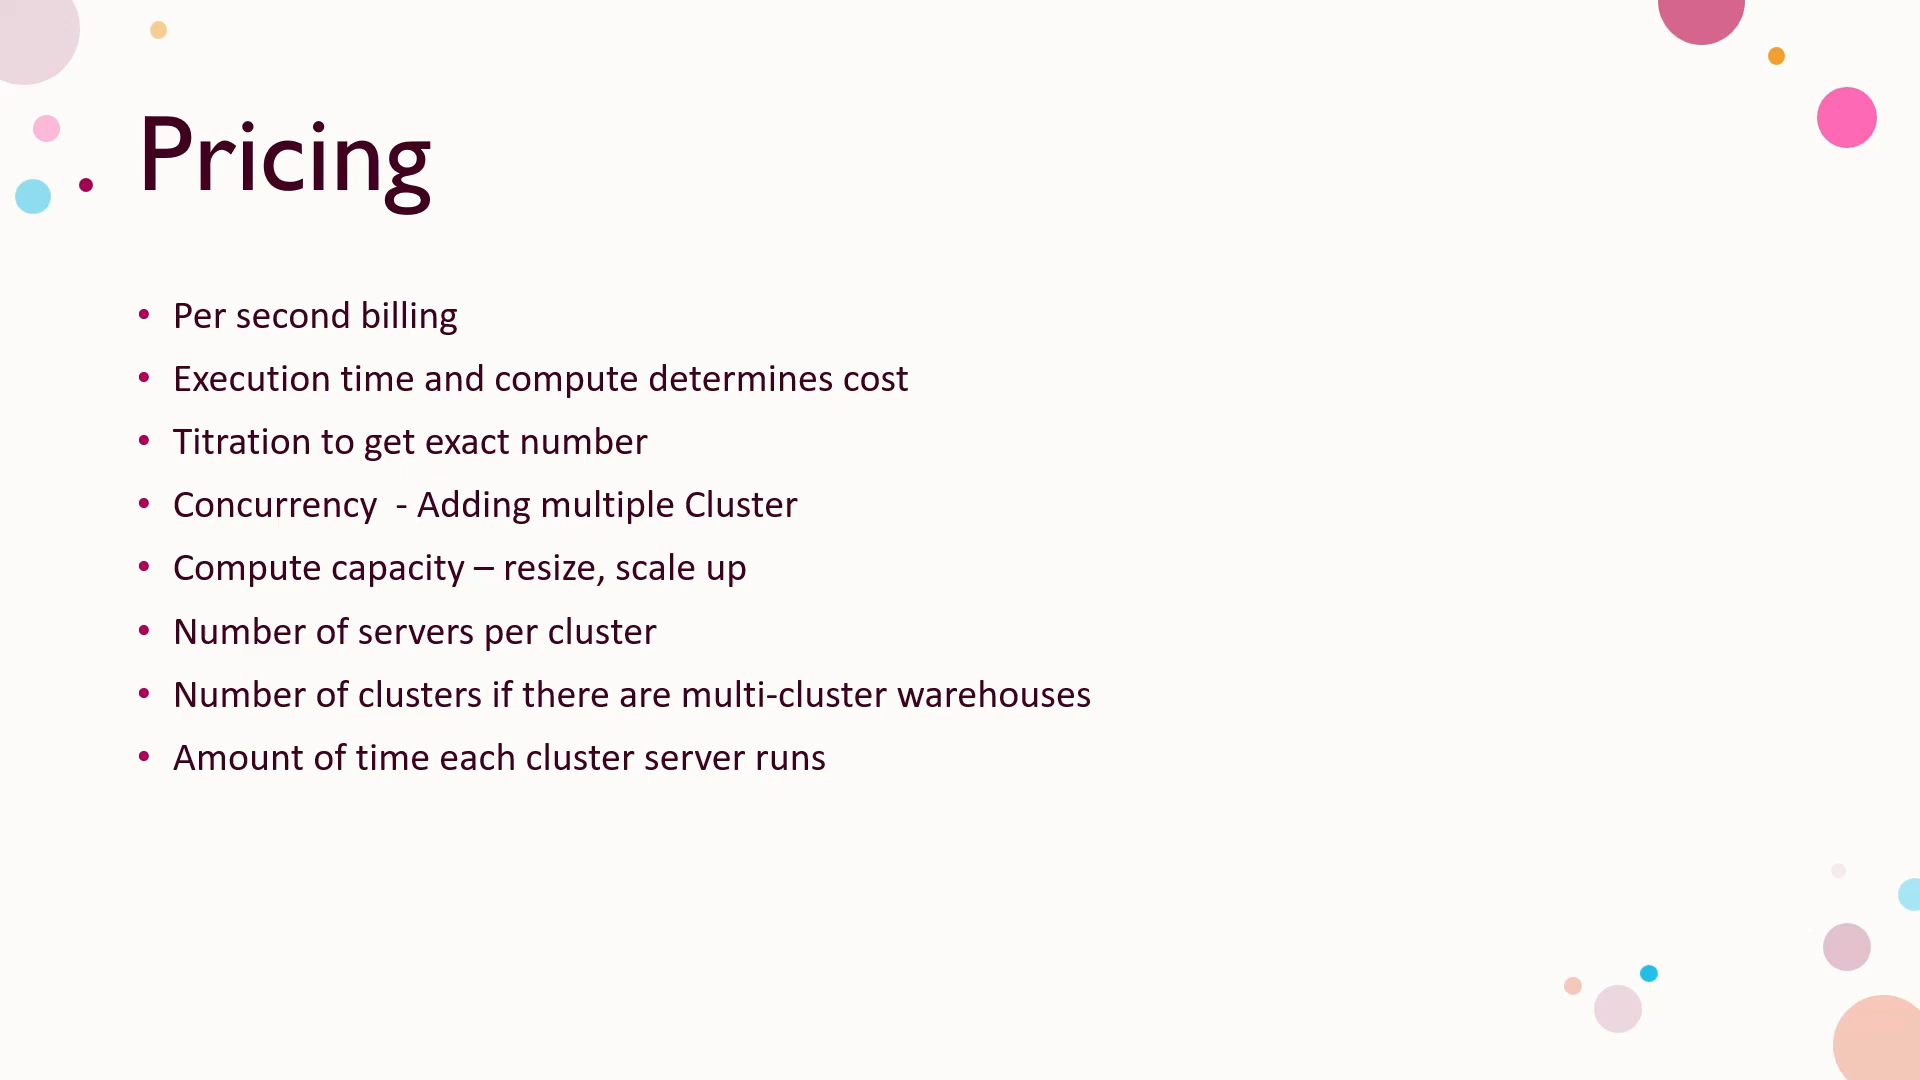 Pricing
• Per second billing
• Execution time and compute determines cost
• Titration to get exact number
• Concurrency  - Adding multiple Cluster
• Compute capacity – resize, scale up
• Number of servers per cluster
• Number of clusters if there are multi-cluster warehouses
• Amount of time each cluster server runs